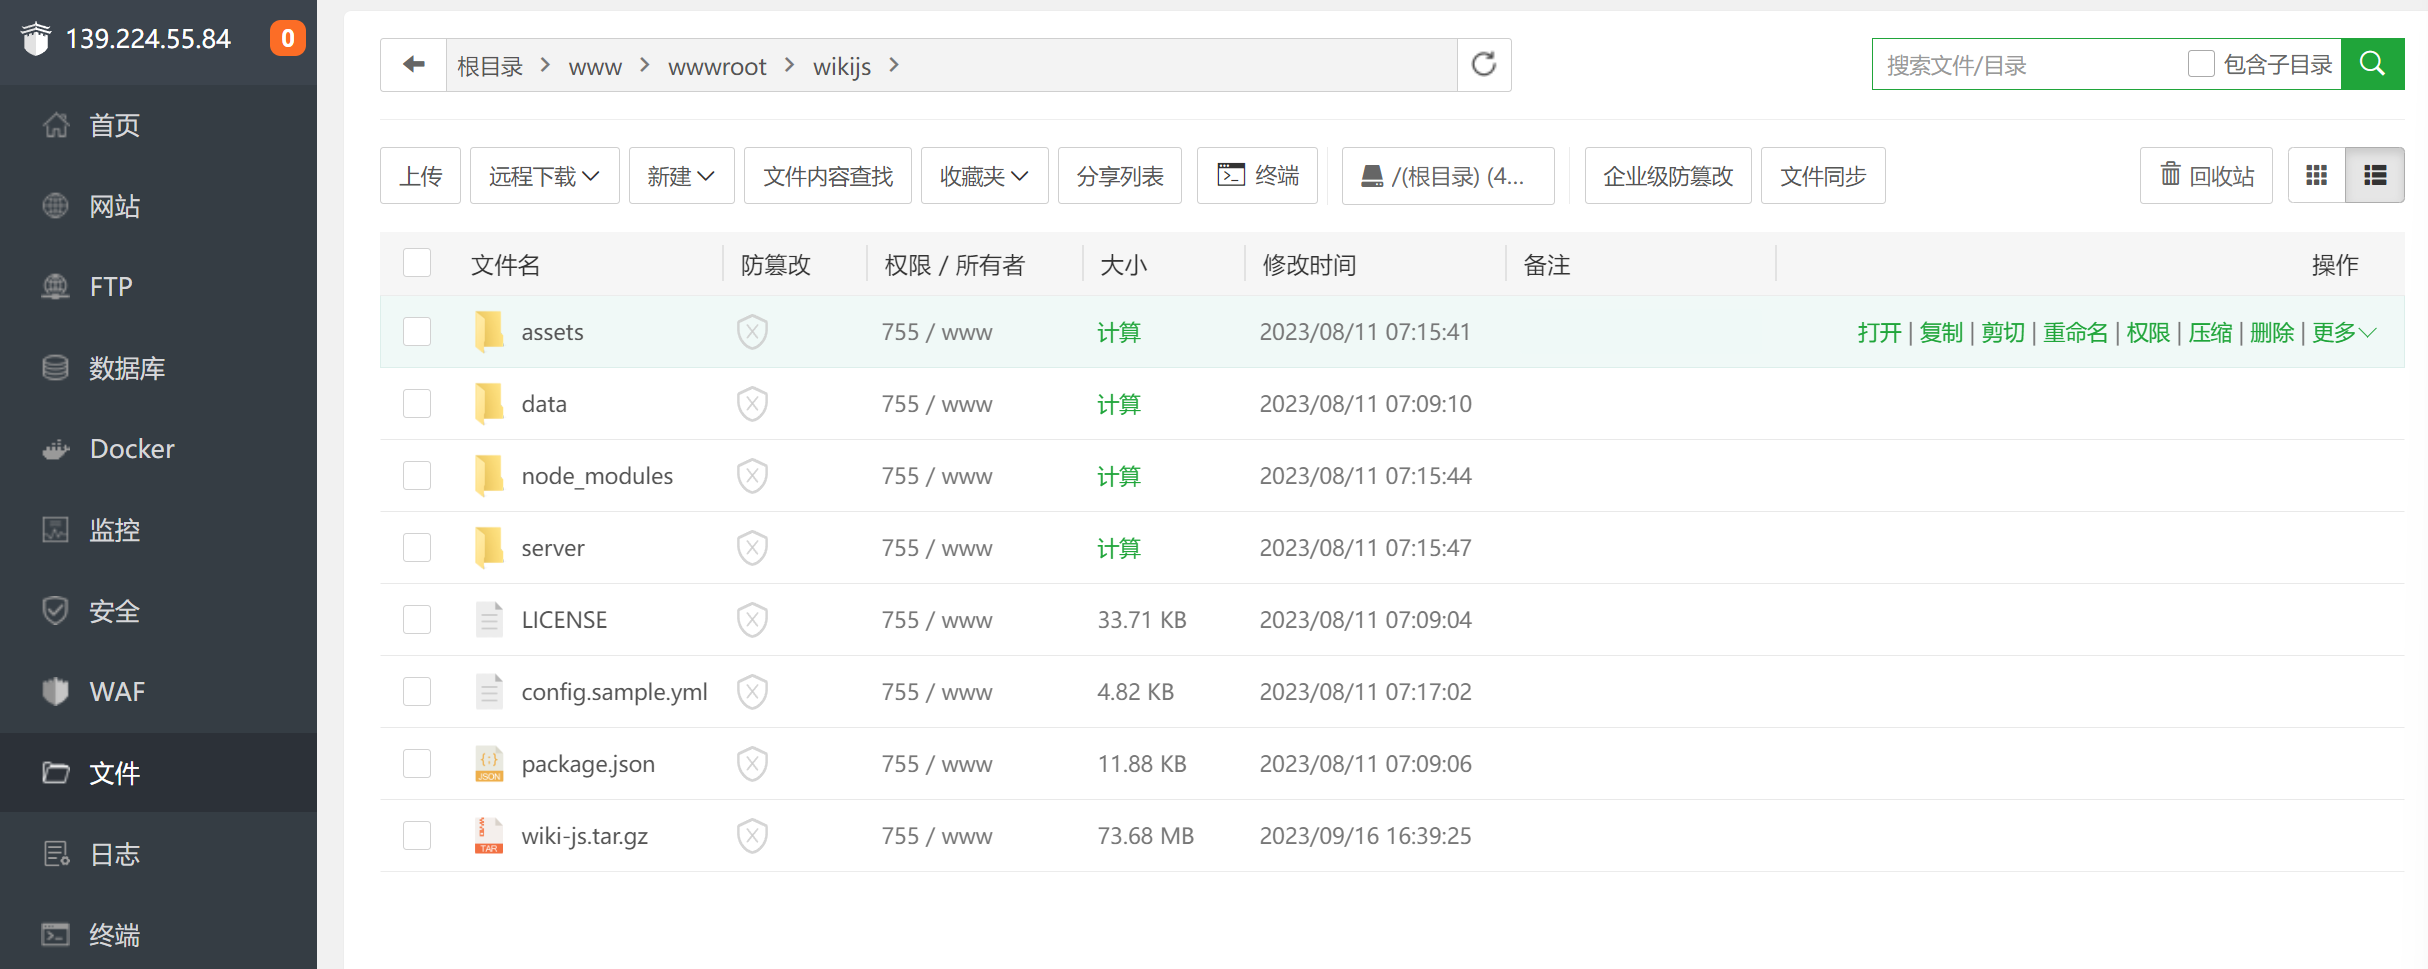 139.224.55.84 0
首页
网站
FTP
数据库
Docker
监控
安全
WAF
文件
日志
终端
根目录 www wwwroot wikijs
搜索文件/目录 包含子目录
上传 远程下载 新建 文件内容查找 收藏夹 分享列表 终端 /(根目录) (4... 企业级防篡改 文件同步 回收站
文件名 防篡改 权限 / 所有者 大小 修改时间 备注 操作
assets 755 / www 计算 2023/08/11 07:15:41 打开 | 复制 | 剪切 | 重命名 | 权限 | 压缩 | 删除 | 更多
data 755 / www 计算 2023/08/11 07:09:10
node_modules 755 / www 计算 2023/08/11 07:15:44
server 755 / www 计算 2023/08/11 07:15:47
LICENSE 755 / www 33.71 KB 2023/08/11 07:09:04
config.sample.yml 755 / www 4.82 KB 2023/08/11 07:17:02
JSON package.json 755 / www 11.88 KB 2023/08/11 07:09:06
TAR wiki-js.tar.gz 755 / www 73.68 MB 2023/09/16 16:39:25